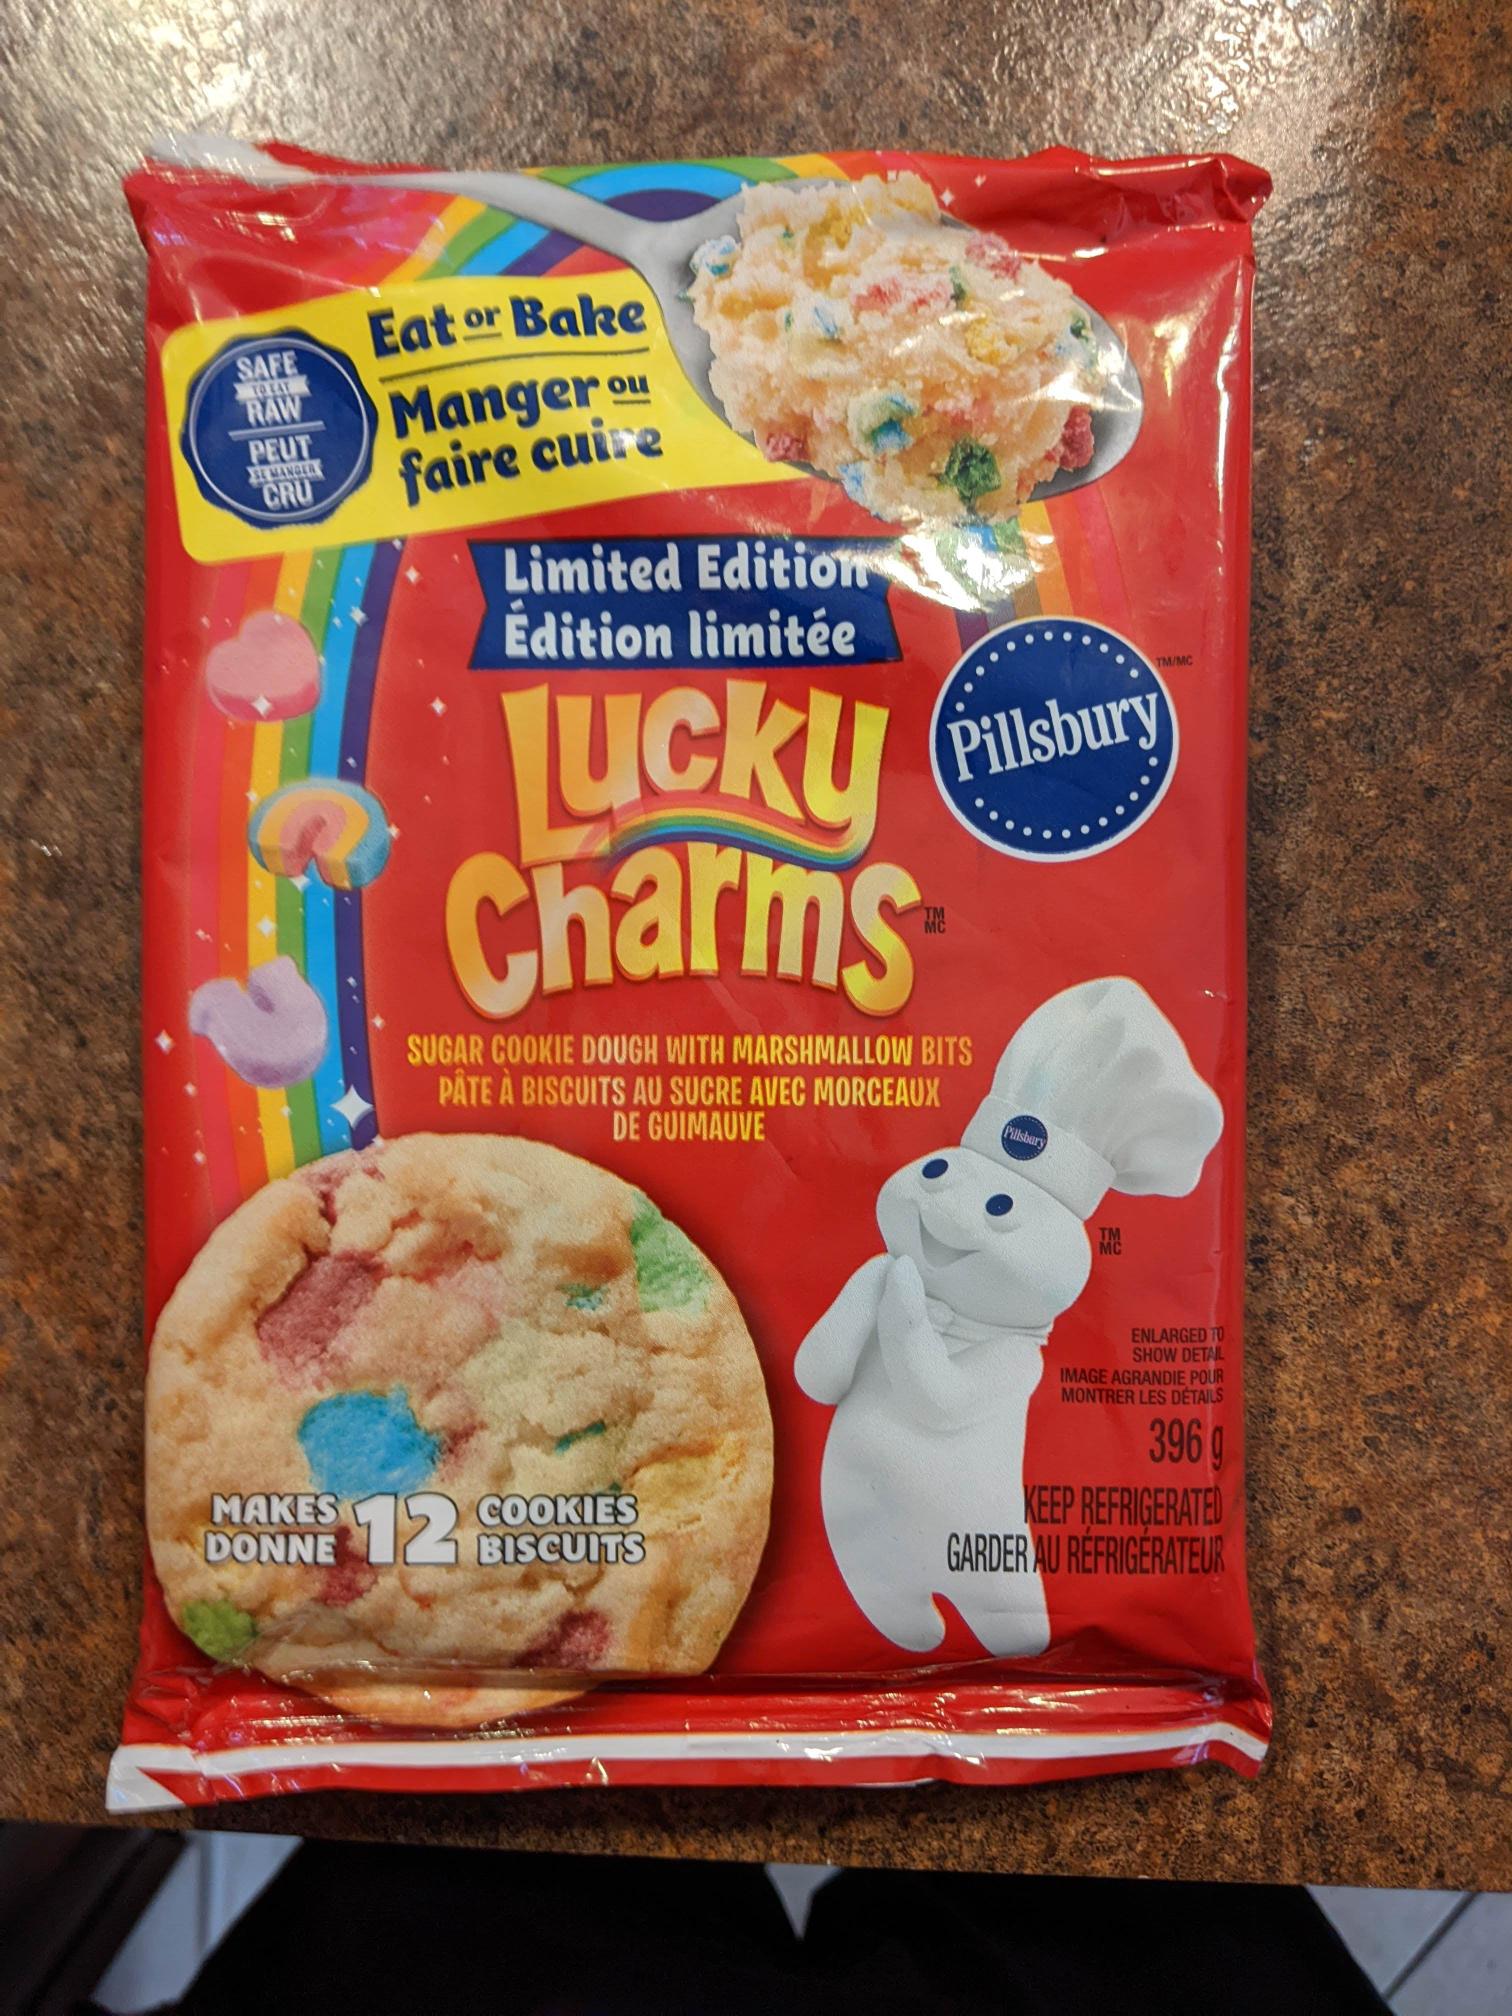 Eat or Bake
Manger ou
faire cuire
SAFE
TO EAT
RAW
PEUT
SE MANGER
CRU
Limited Edition
Édition limitée
Lucky
Charms
TM
MC
Pillsbury
TM/MC
SUGAR COOKIE DOUGH WITH MARSHMALLOW BITS
PÂTE À BISCUITS AU SUCRE AVEC MORCEAUX
DE GUIMAUVE
Pillsbury
TM
MC
ENLARGED TO
SHOW DETAIL
IMAGE AGRANDIE POUR
MONTRER LES DÉTAILS
396 g
KEEP REFRIGERATED
GARDER AU RÉFRIGÉRATEUR
MAKES 12 COOKIES
DONNE BISCUITS